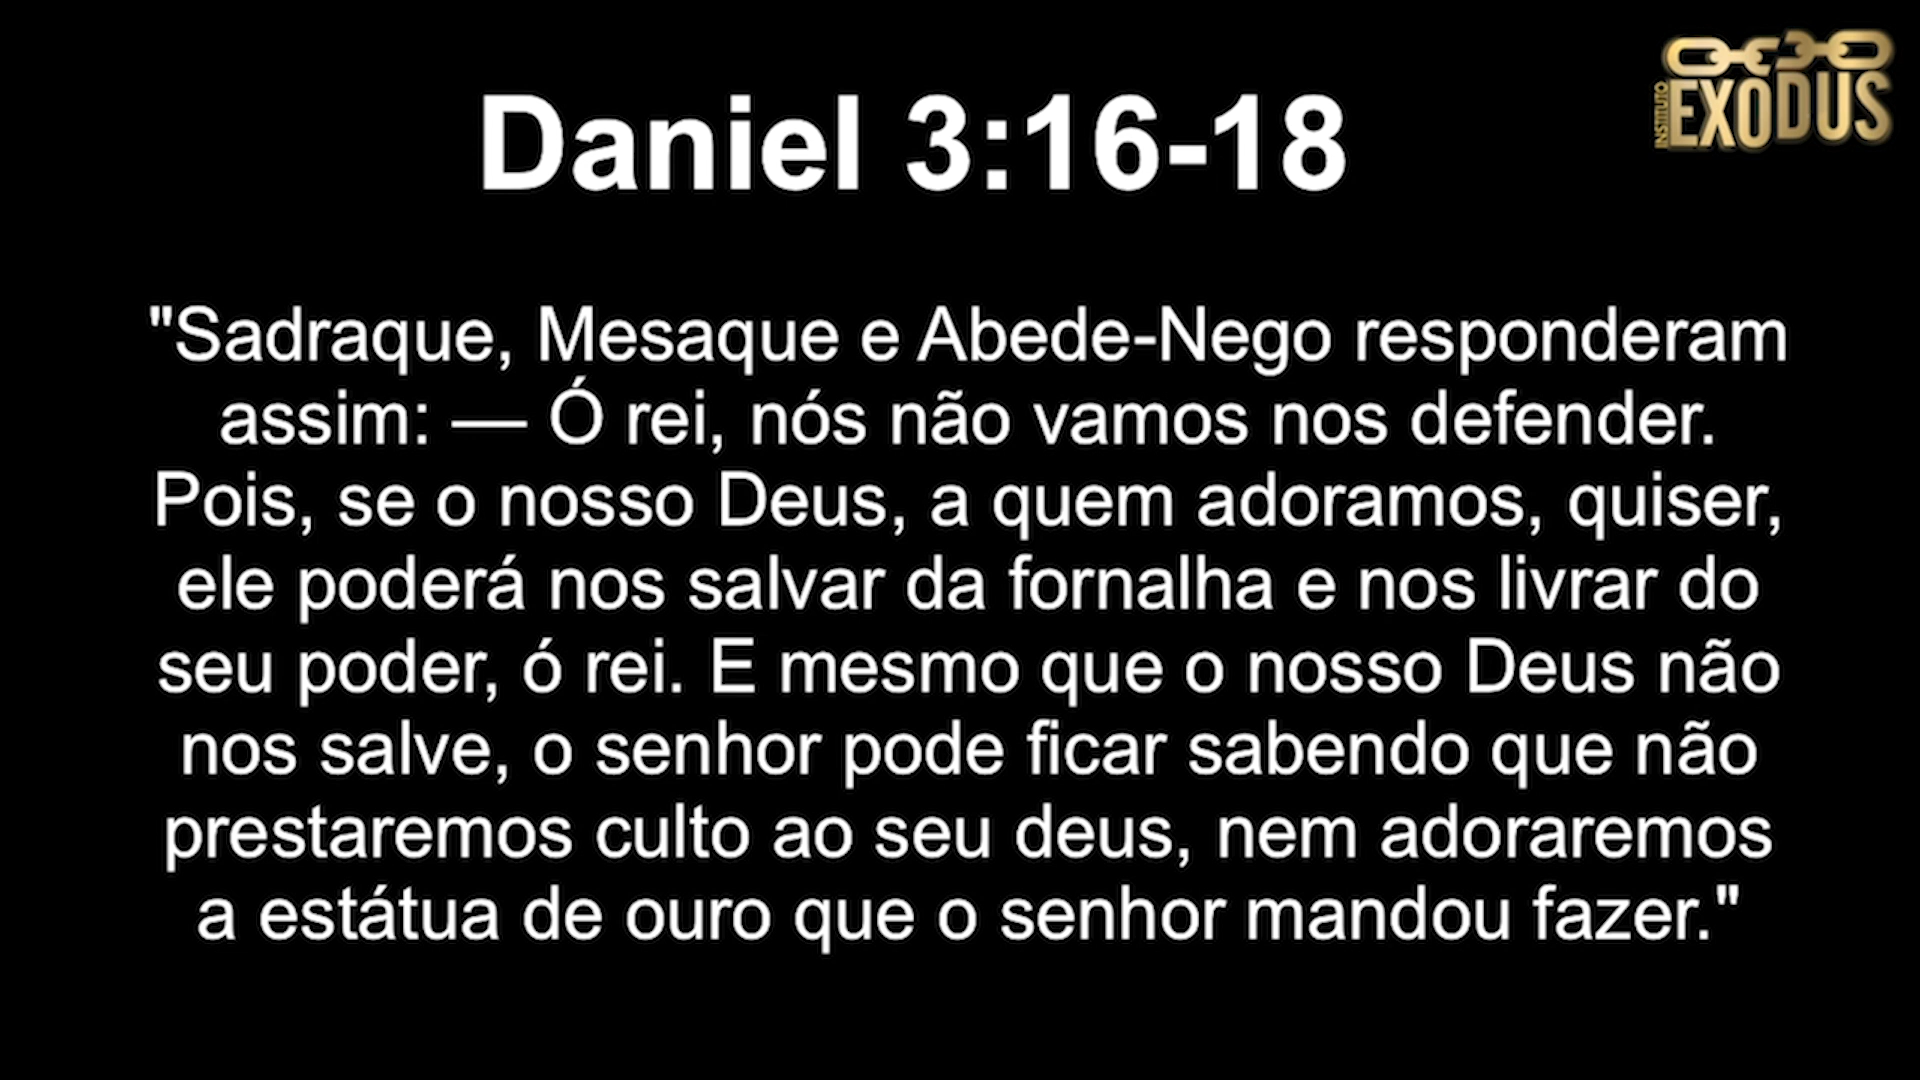 INSTITUTO
EXODUS
Daniel 3:16-18
"Sadraque, Mesaque e Abede-Nego responderam
assim: — Ó rei, nós não vamos nos defender.
Pois, se o nosso Deus, a quem adoramos, quiser,
ele poderá nos salvar da fornalha e nos livrar do
seu poder, ó rei. E mesmo que o nosso Deus não
nos salve, o senhor pode ficar sabendo que não
prestaremos culto ao seu deus, nem adoraremos
a estátua de ouro que o senhor mandou fazer."